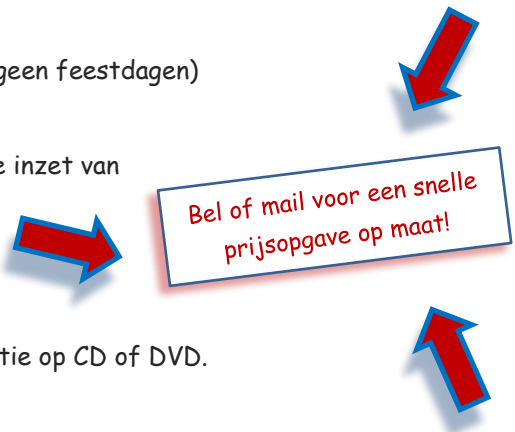 geen feestdagen)
e inzet van
Bel of mail voor een snelle
prijsopgave op maat!
tie op CD of DVD.